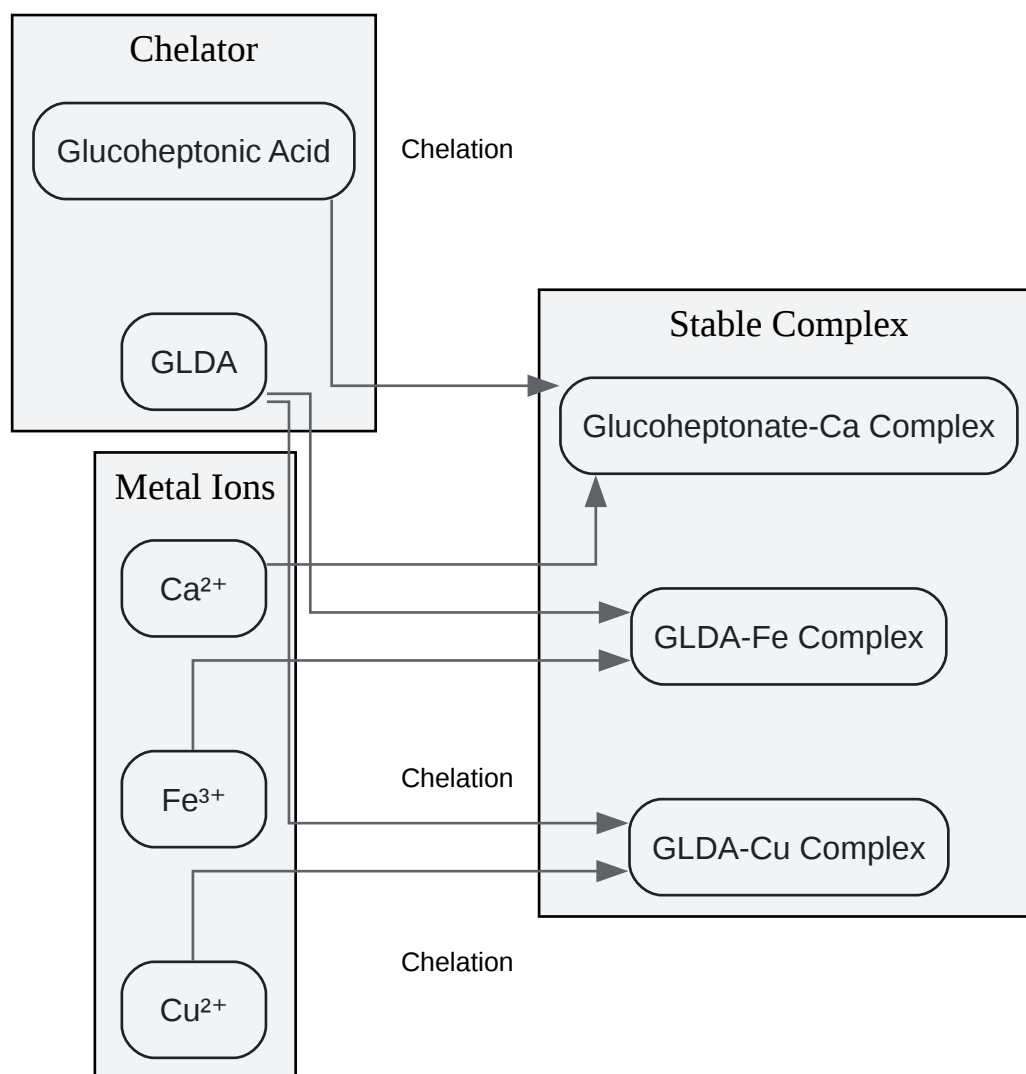 Chelator
Glucoheptonic Acid
Chelation
GLDA
Stable Complex
Glucoheptonate-Ca Complex
Metal Ions
Ca²⁺
GLDA-Fe Complex
Fe³⁺
Chelation
GLDA-Cu Complex
Chelation
Cu²⁺